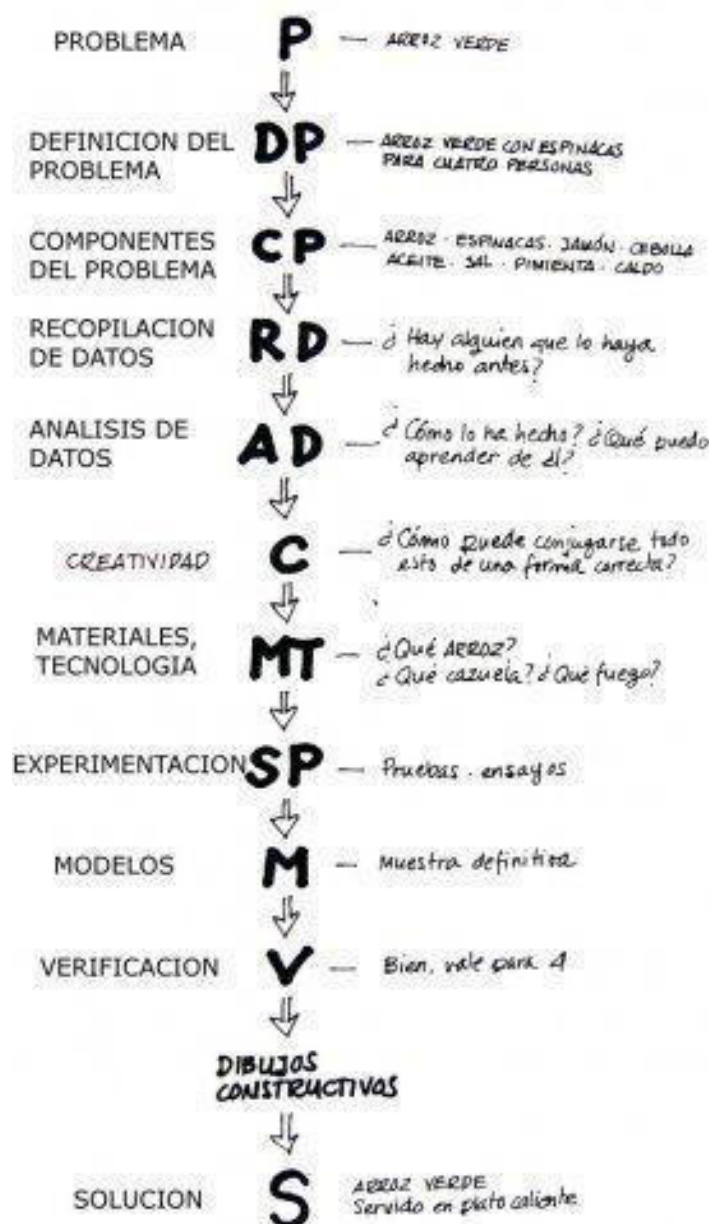 PROBLEMA P — ARROZ VERDE
DEFINICION DEL DP — ARROZ VERDE CON ESPINACAS
PROBLEMA PARA CUATRO PERSONAS
COMPONENTES CP — ARROZ · ESPINACAS · JAMÓN · CEBOLLA
DEL PROBLEMA ACEITE · SAL · PIMIENTA · CALDO
RECOPILACION RD — ¿Hay alguien que lo haya
DE DATOS hecho antes?
ANALISIS DE AD — ¿Cómo lo ha hecho? ¿Qué puedo
DATOS aprender de él?
CREATIVIDAD C — ¿Cómo puede conjugarse todo
esto de una forma correcta?
MATERIALES, MT — ¿Qué ARROZ?
TECNOLOGIA ¿Qué cazuela? ¿Qué fuego?
EXPERIMENTACION SP — Pruebas · ensayos
MODELOS M — Muestra definitiva
VERIFICACION V — Bien, vale para 4
DIBUJOS
CONSTRUCTIVOS
SOLUCION S ARROZ VERDE
Servido en plato caliente